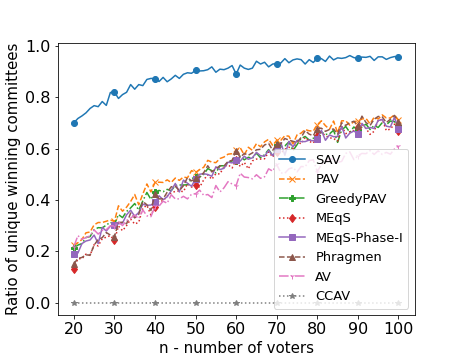 Ratio of unique winning committees
1.0
0.8
0.6
0.4
0.2
0.0
SAV
PAV
GreedyPAV
MEqS
MEqS-Phase-I
Phragmen
AV
CCAV
20 30 40 50 60 70 80 90 100
n - number of voters